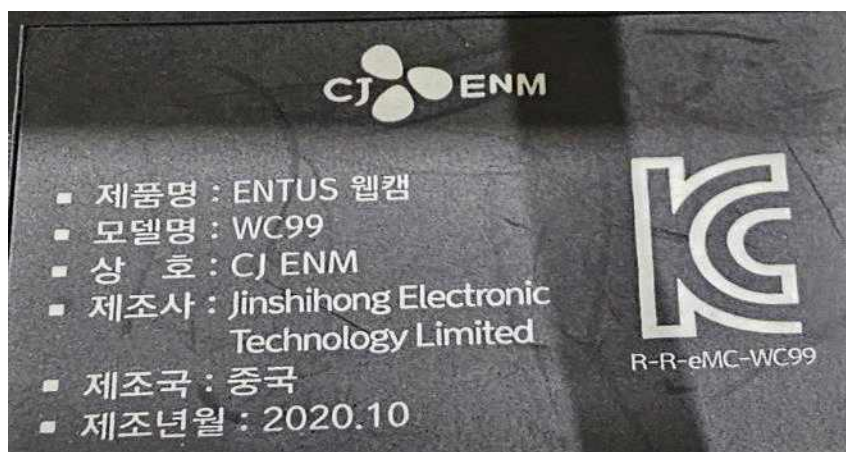 CJ ENM
▪ 제품명 : ENTUS 웹캠
▪ 모델명 : WC99
▪ 상 호 : CJ ENM
▪ 제조사 : Jinshihong Electronic
Technology Limited
▪ 제조국 : 중국
▪ 제조년월 : 2020.10
KC
R-R-eMC-WC99